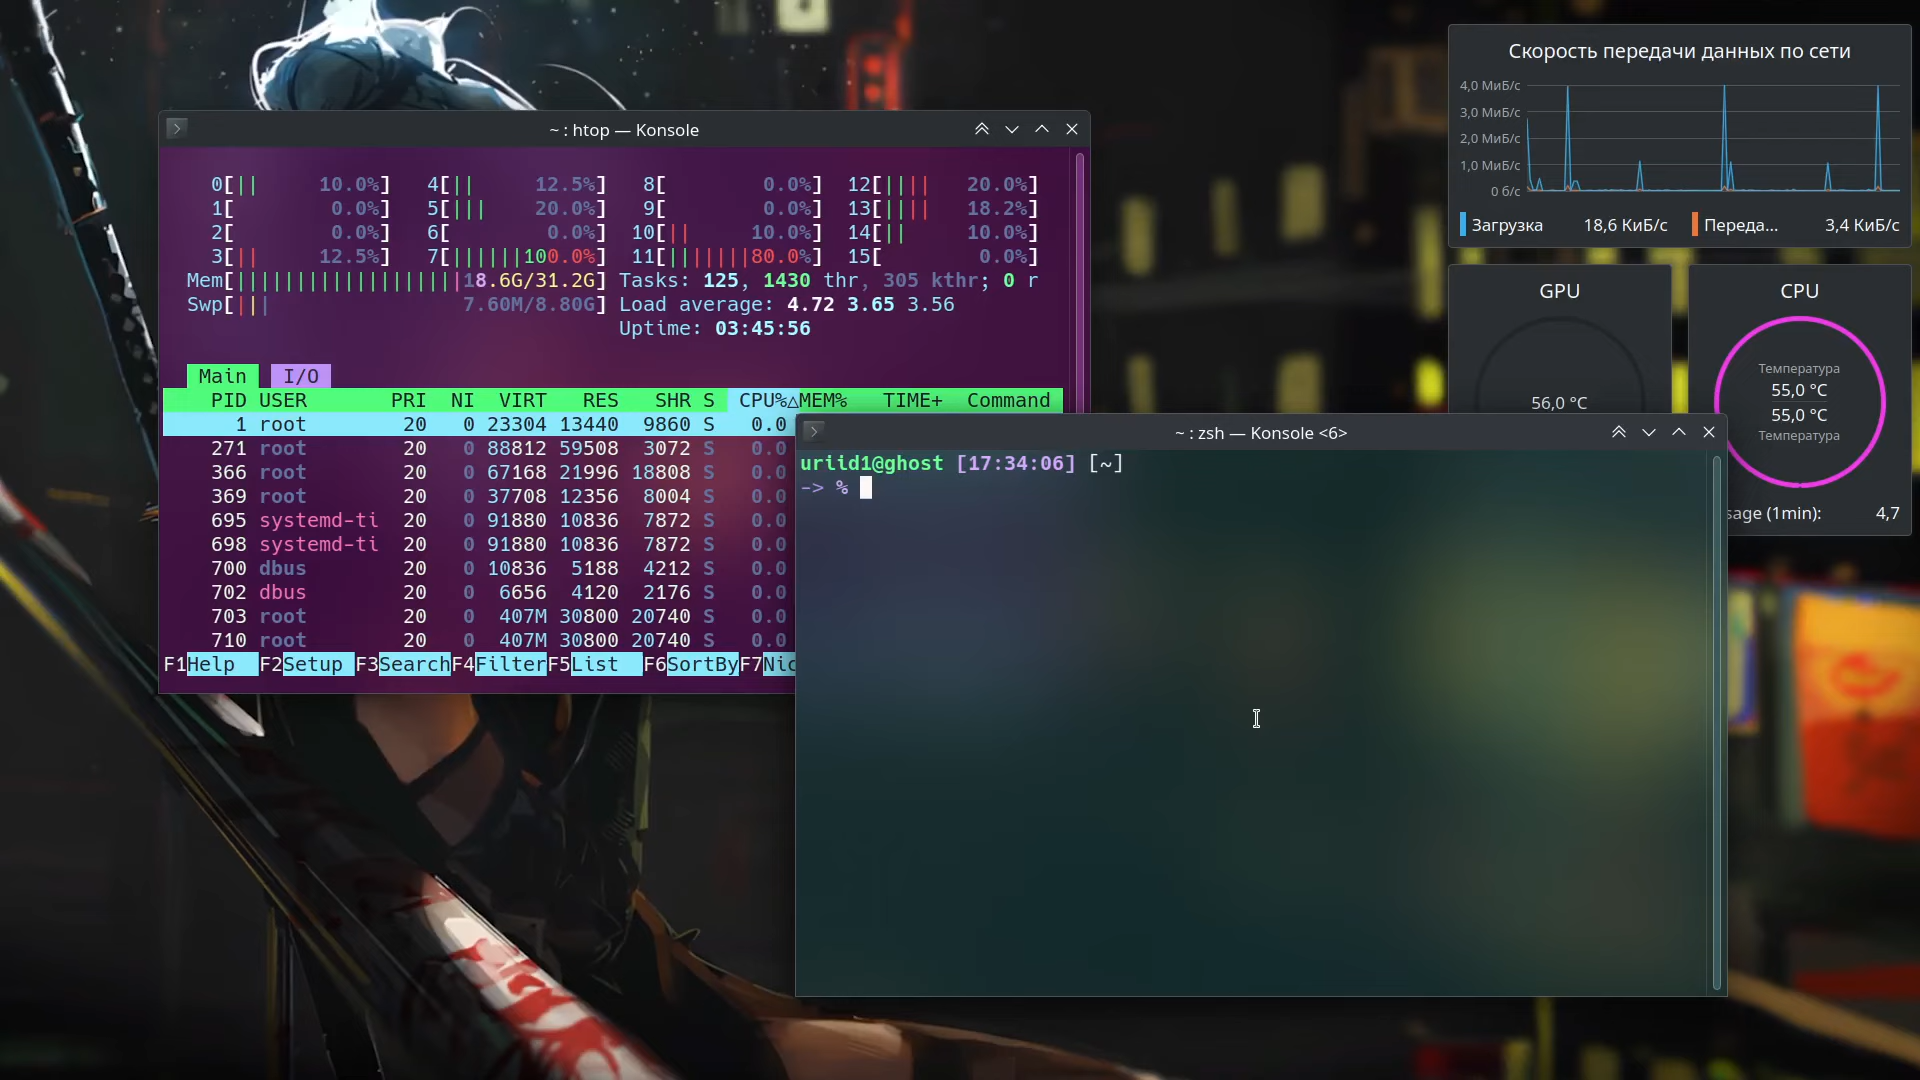 ~ : htop — Konsole
0[|| 10.0%] 4[|| 12.5%] 8[ 0.0%] 12[|||| 20.0%]
1[ 0.0%] 5[||| 20.0%] 9[ 0.0%] 13[|||| 18.2%]
2[ 0.0%] 6[ 0.0%] 10[|| 10.0%] 14[|| 10.0%]
3[|| 12.5%] 7[||||||100.0%] 11[|||||||80.0%] 15[ 0.0%]
Mem[|||||||||||||||||||18.6G/31.2G] Tasks: 125, 1430 thr, 305 kthr; 0 r
Swp[||| 7.60M/8.80G] Load average: 4.72 3.65 3.56
Uptime: 03:45:56
Main I/O
PID USER PRI NI VIRT RES SHR S CPU%△MEM% TIME+ Command
1 root 20 0 23304 13440 9860 S 0.0
271 root 20 0 88812 59508 3072 S 0.0
366 root 20 0 67168 21996 18808 S 0.0
369 root 20 0 37708 12356 8004 S 0.0
695 systemd-ti 20 0 91880 10836 7872 S 0.0
698 systemd-ti 20 0 91880 10836 7872 S 0.0
700 dbus 20 0 10836 5188 4212 S 0.0
702 dbus 20 0 6656 4120 2176 S 0.0
703 root 20 0 407M 30800 20740 S 0.0
710 root 20 0 407M 30800 20740 S 0.0
F1Help F2Setup F3SearchF4FilterF5List F6SortByF7Nic
~ : zsh — Konsole <6>
uriid1@ghost [17:34:06] [~]
-> %
Скорость передачи данных по сети
4,0 МиБ/с
3,0 МиБ/с
2,0 МиБ/с
1,0 МиБ/с
0 б/с
Загрузка 18,6 КиБ/с Переда... 3,4 КиБ/с
GPU
56,0 °C
CPU
Температура
55,0 °C
55,0 °C
Температура
sage (1min): 4,7